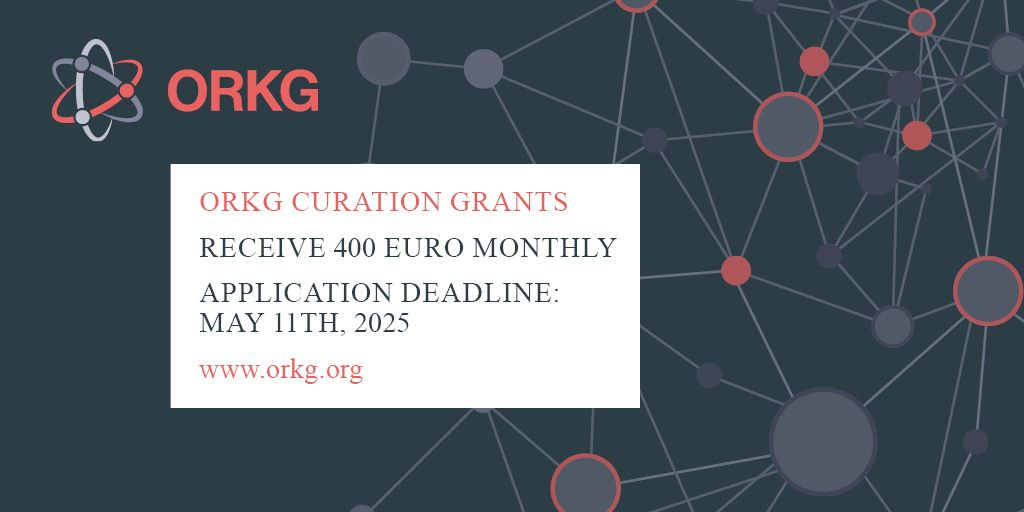 ORKG
ORKG CURATION GRANTS
RECEIVE 400 EURO MONTHLY
APPLICATION DEADLINE:
MAY 11TH, 2025
www.orkg.org